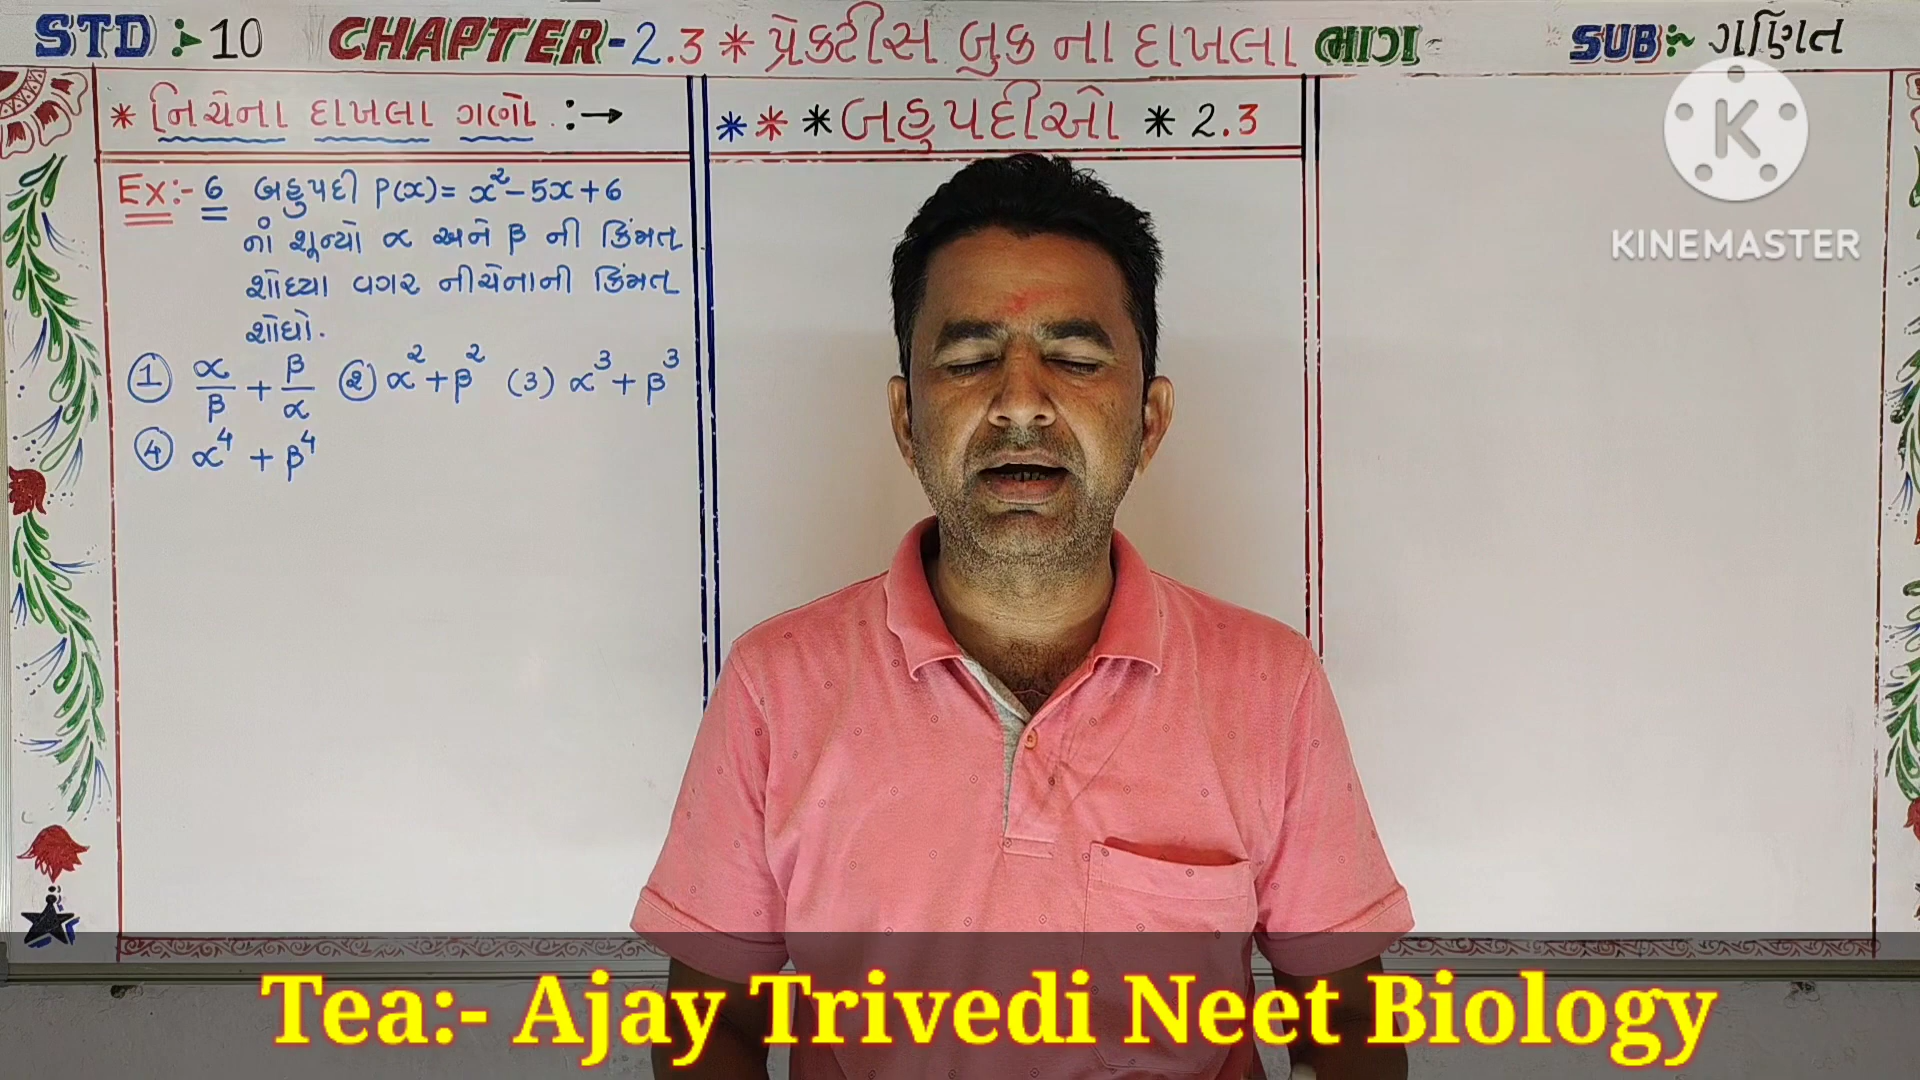 STD :- 10 CHAPTER-2.3 * પ્રેક્ટીસ બુક ના દાખલા ભાગ - SUB:~ ગણિત
* નિચેના દાખલા ગણો :→
* * * બહુપદીઓ * 2.3
K
KINEMASTER
Ex:- 6 બહુપદી P(x)= x²-5x+6
નાં શૂન્યો α અને β ની કિંમત
શોધ્યા વગર નીચેનાની કિંમત
શોધો.
① α/β + β/α ② α²+β² (3) α³+β³
④ α⁴ + β⁴
Tea:- Ajay Trivedi Neet Biology